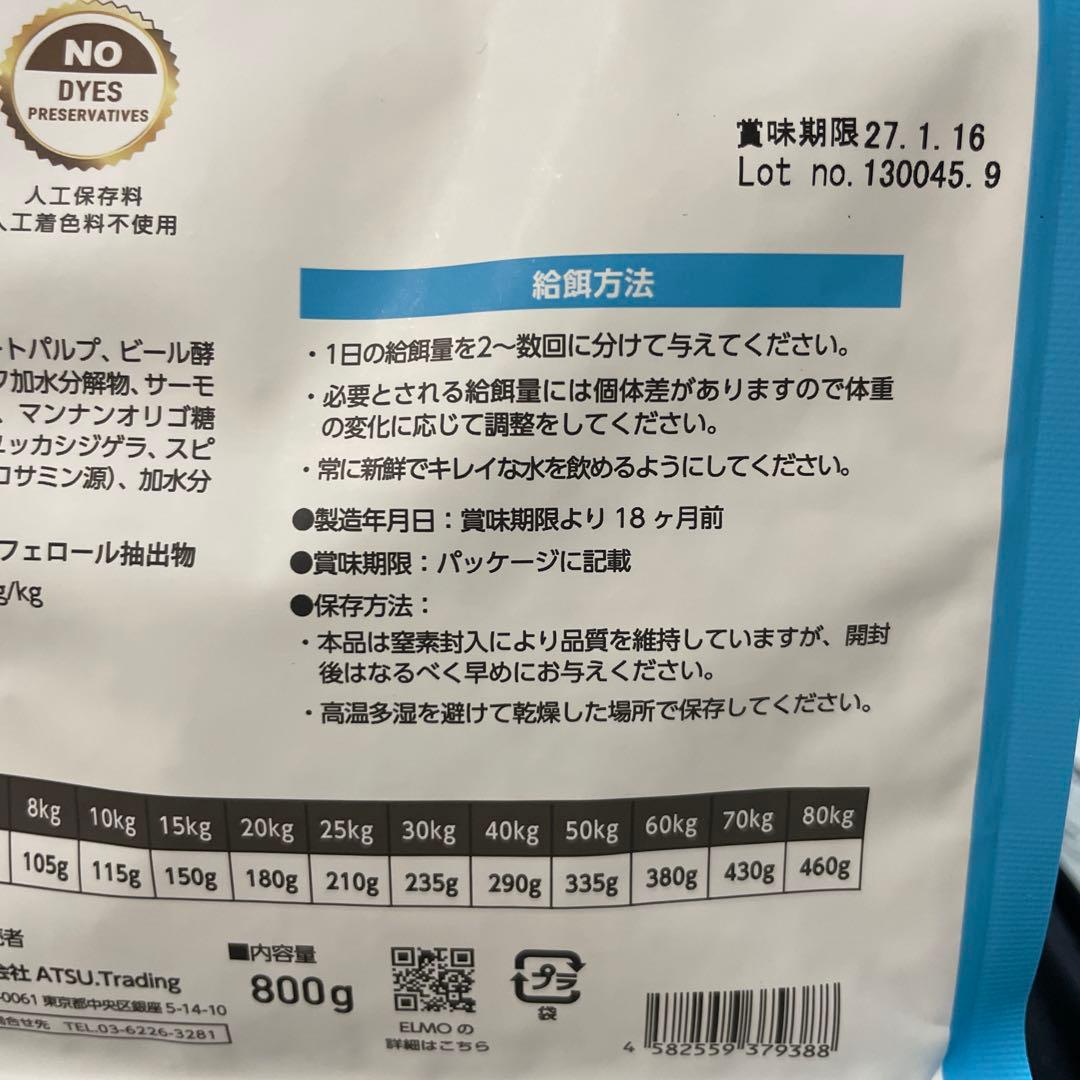 NO
DYES
PRESERVATIVES
人工保存料
人工着色料不使用
賞味期限27.1.16
Lot no.130045.9
ートパルプ、ビール酵
加水分解物、サーモ
、マンナンオリゴ糖
ユッカシジゲラ、スピ
コサミン源)、加水分
フェロール抽出物
g/kg
給餌方法
・1日の給餌量を2〜数回に分けて与えてください。
・必要とされる給餌量には個体差がありますので体重
の変化に応じて調整をしてください。
・常に新鮮でキレイな水を飲めるようにしてください。
●製造年月日：賞味期限より18ヶ月前
●賞味期限：パッケージに記載
●保存方法：
・本品は窒素封入により品質を維持していますが、開封
後はなるべく早めにお与えください。
・高温多湿を避けて乾燥した場所で保存してください。
8kg 10kg 15kg 20kg 25kg 30kg 40kg 50kg 60kg 70kg 80kg
105g 115g 150g 180g 210g 235g 290g 335g 380g 430g 460g
者
会社 ATSU.Trading
-0061 東京都中央区銀座5-14-10
合せ先 TEL.03-6226-3281
■内容量
800g
ELMOの
詳細はこちら
プラ
袋
4 582559 379388